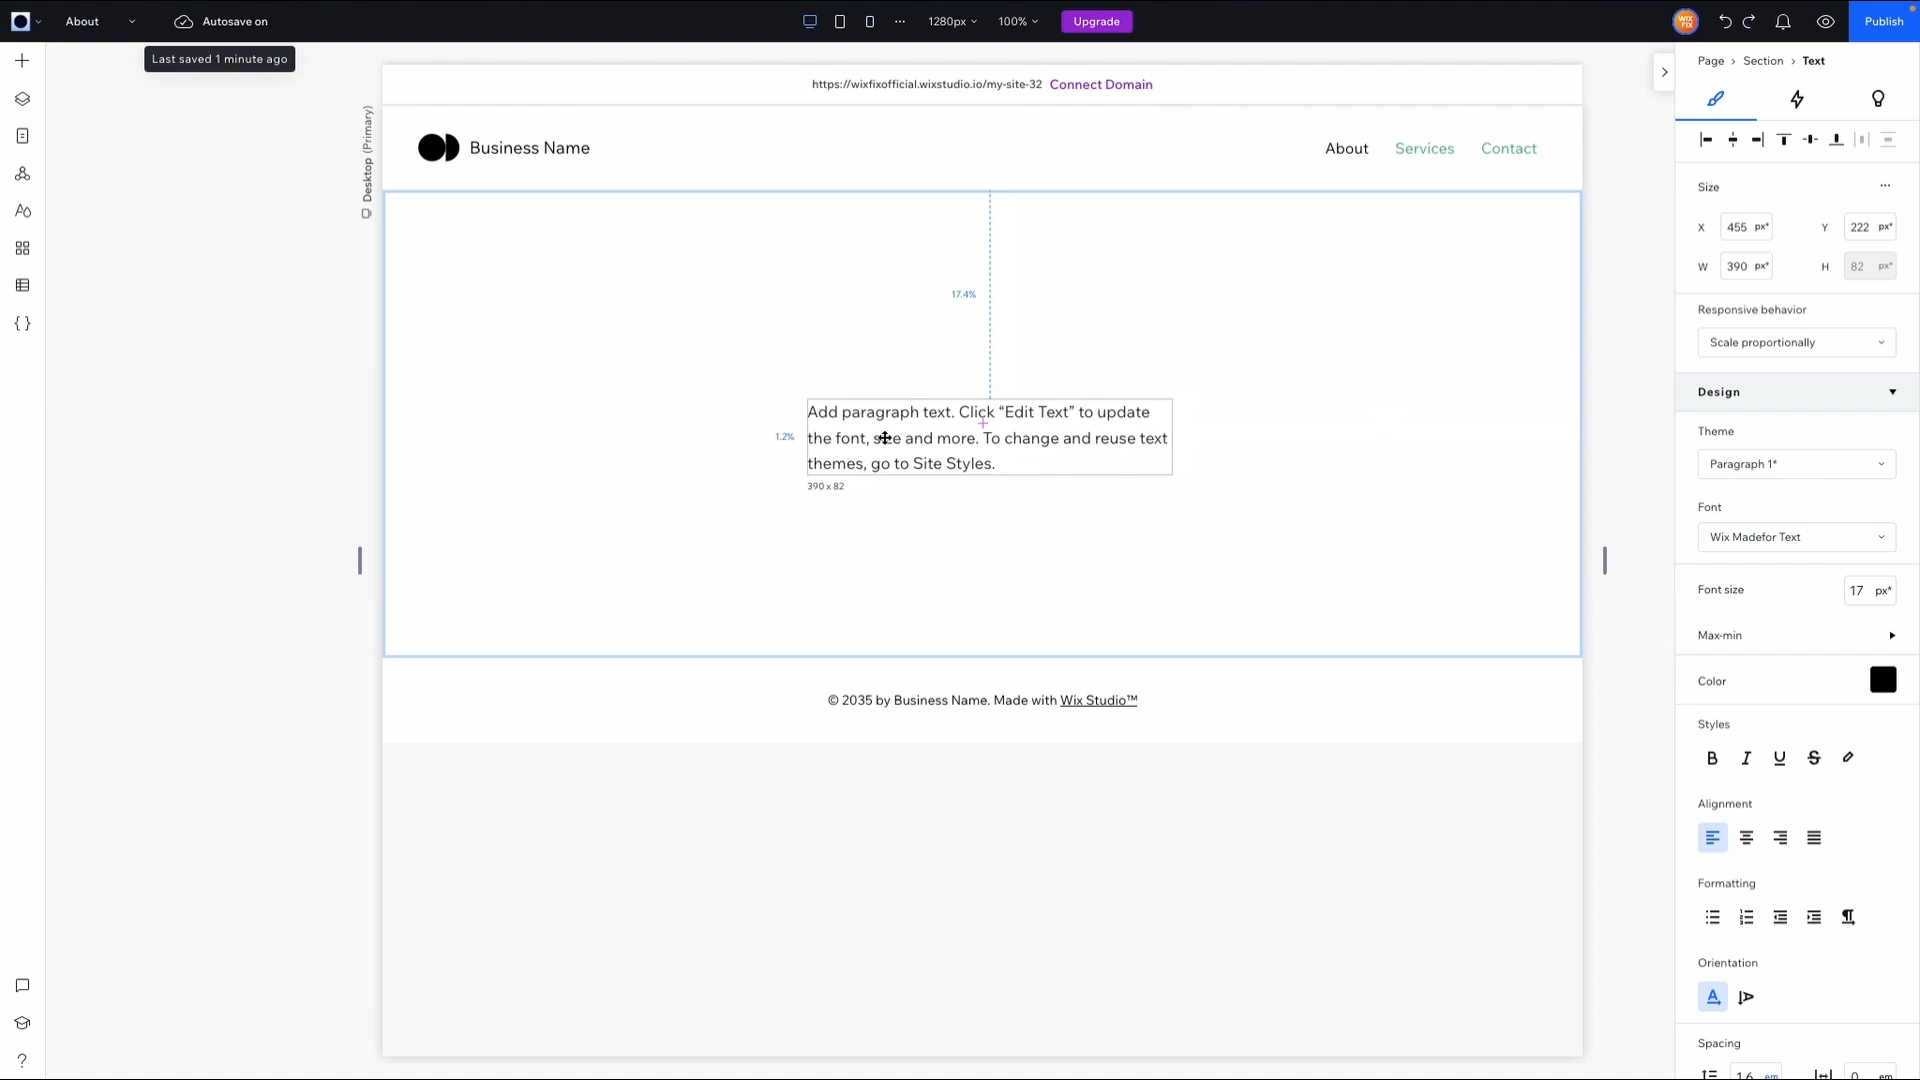 About
Autosave on
1280px
100%
Upgrade
WIX
FIX
Publish
Last saved 1 minute ago
Page > Section > Text
https://wixfixofficial.wixstudio.io/my-site-32 Connect Domain
Desktop (Primary)
Business Name
About Services Contact
Size
X 455 px* Y 222 px*
W 390 px* H 82 px*
17.4%
Responsive behavior
Scale proportionally
Design
Add paragraph text. Click “Edit Text” to update
1.2%
the font, size and more. To change and reuse text
themes, go to Site Styles.
390 x 82
Theme
Paragraph 1*
Font
Wix Madefor Text
Font size 17 px*
Max-min
Color
© 2035 by Business Name. Made with Wix Studio™
Styles
B I U S
Alignment
Formatting
Orientation
Spacing
1.6 em 0 em